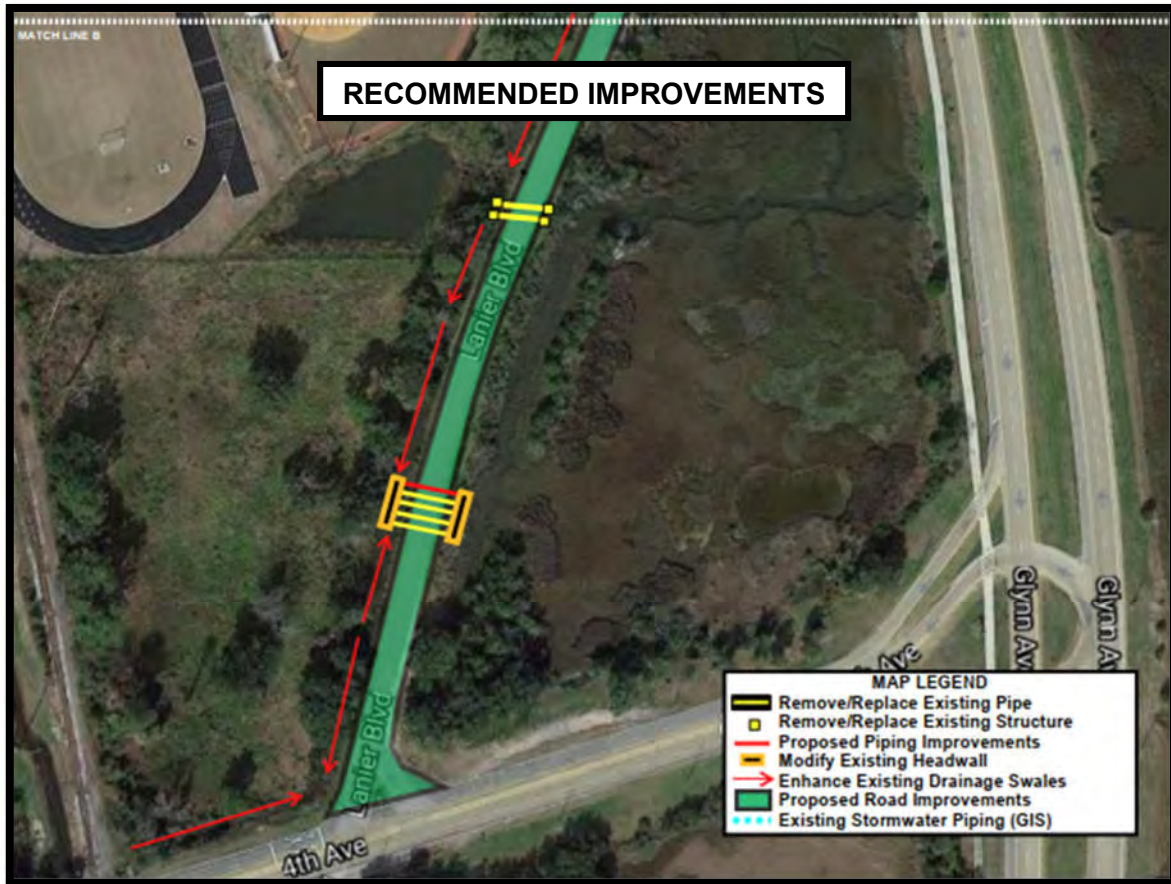 MATCH LINE B
RECOMMENDED IMPROVEMENTS
Lanier Blvd
Glynn Av
Glynn Av
Ave
Lanier Blvd
4th Ave
MAP LEGEND
Remove/Replace Existing Pipe
Remove/Replace Existing Structure
Proposed Piping Improvements
Modify Existing Headwall
Enhance Existing Drainage Swales
Proposed Road Improvements
Existing Stormwater Piping (GIS)